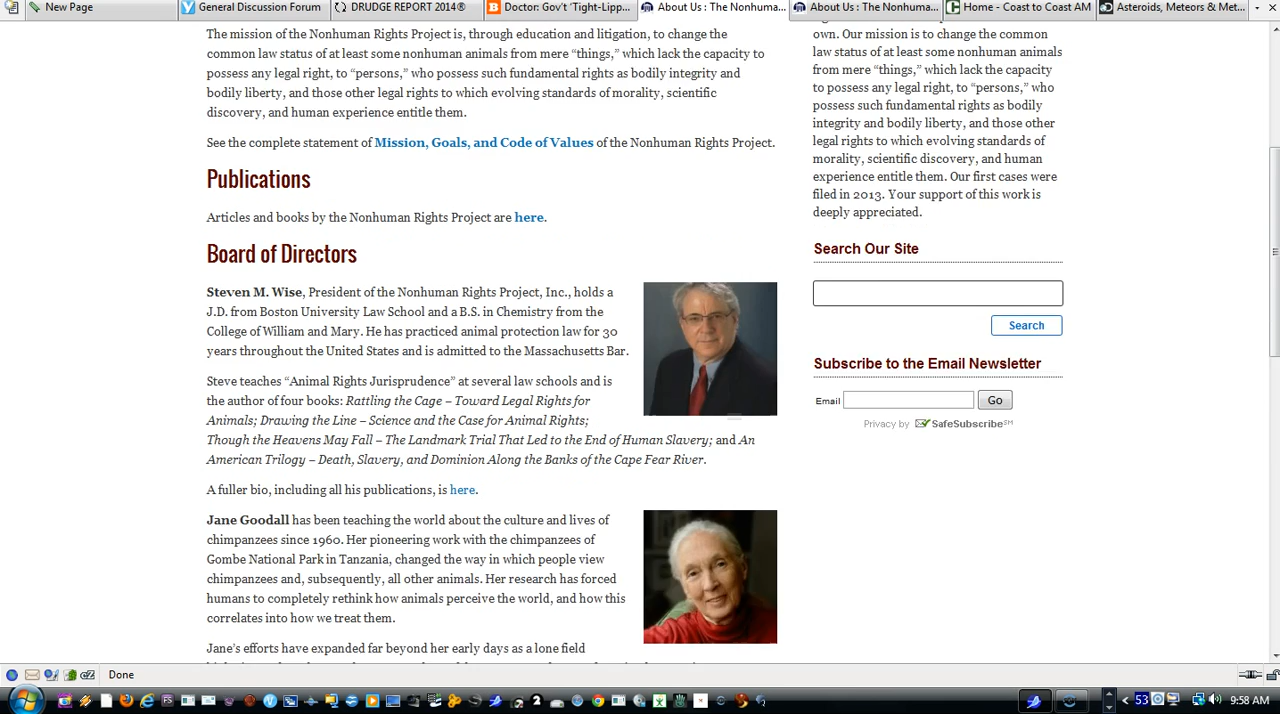 New Page
General Discussion Forum
DRUDGE REPORT 2014®
Doctor: Gov't 'Tight-Lipp...
About Us : The Nonhuma...
About Us : The Nonhuma...
Home - Coast to Coast AM
Asteroids, Meteors & Met...
The mission of the Nonhuman Rights Project is, through education and litigation, to change the
common law status of at least some nonhuman animals from mere “things,” which lack the capacity to
possess any legal right, to “persons,” who possess such fundamental rights as bodily integrity and
bodily liberty, and those other legal rights to which evolving standards of morality, scientific
discovery, and human experience entitle them.
See the complete statement of Mission, Goals, and Code of Values of the Nonhuman Rights Project.
Publications
Articles and books by the Nonhuman Rights Project are here.
Board of Directors
Steven M. Wise, President of the Nonhuman Rights Project, Inc., holds a
J.D. from Boston University Law School and a B.S. in Chemistry from the
College of William and Mary. He has practiced animal protection law for 30
years throughout the United States and is admitted to the Massachusetts Bar.
Steve teaches “Animal Rights Jurisprudence” at several law schools and is
the author of four books: Rattling the Cage – Toward Legal Rights for
Animals; Drawing the Line – Science and the Case for Animal Rights;
Though the Heavens May Fall – The Landmark Trial That Led to the End of Human Slavery; and An
American Trilogy – Death, Slavery, and Dominion Along the Banks of the Cape Fear River.
A fuller bio, including all his publications, is here.
Jane Goodall has been teaching the world about the culture and lives of
chimpanzees since 1960. Her pioneering work with the chimpanzees of
Gombe National Park in Tanzania, changed the way in which people view
chimpanzees and, subsequently, all other animals. Her research has forced
humans to completely rethink how animals perceive the world, and how this
correlates into how we treat them.
Jane’s efforts have expanded far beyond her early days as a lone field
own. Our mission is to change the
common law status of at least some
nonhuman animals from mere “things,”
which lack the capacity to possess any
legal right, to “persons,” who possess
such fundamental rights as bodily
integrity and bodily liberty, and those
other legal rights to which evolving
standards of morality, scientific
discovery, and human experience
entitle them. Our first cases were
filed in 2013. Your support of this work is
deeply appreciated.
Search Our Site
Search
Subscribe to the Email Newsletter
Email
Go
Privacy by SafeSubscribe℠
Done
53
9:58 AM